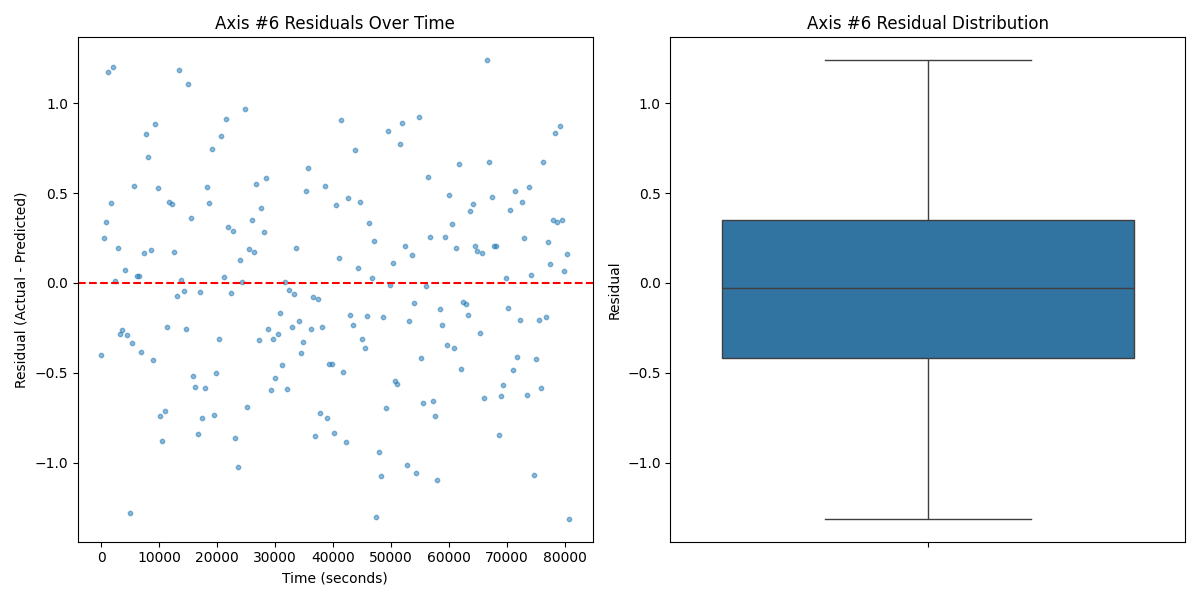 Axis #6 Residuals Over Time
Residual (Actual - Predicted)
1.0
0.5
0.0
−0.5
−1.0
0 10000 20000 30000 40000 50000 60000 70000 80000
Time (seconds)
Axis #6 Residual Distribution
Residual
1.0
0.5
0.0
−0.5
−1.0